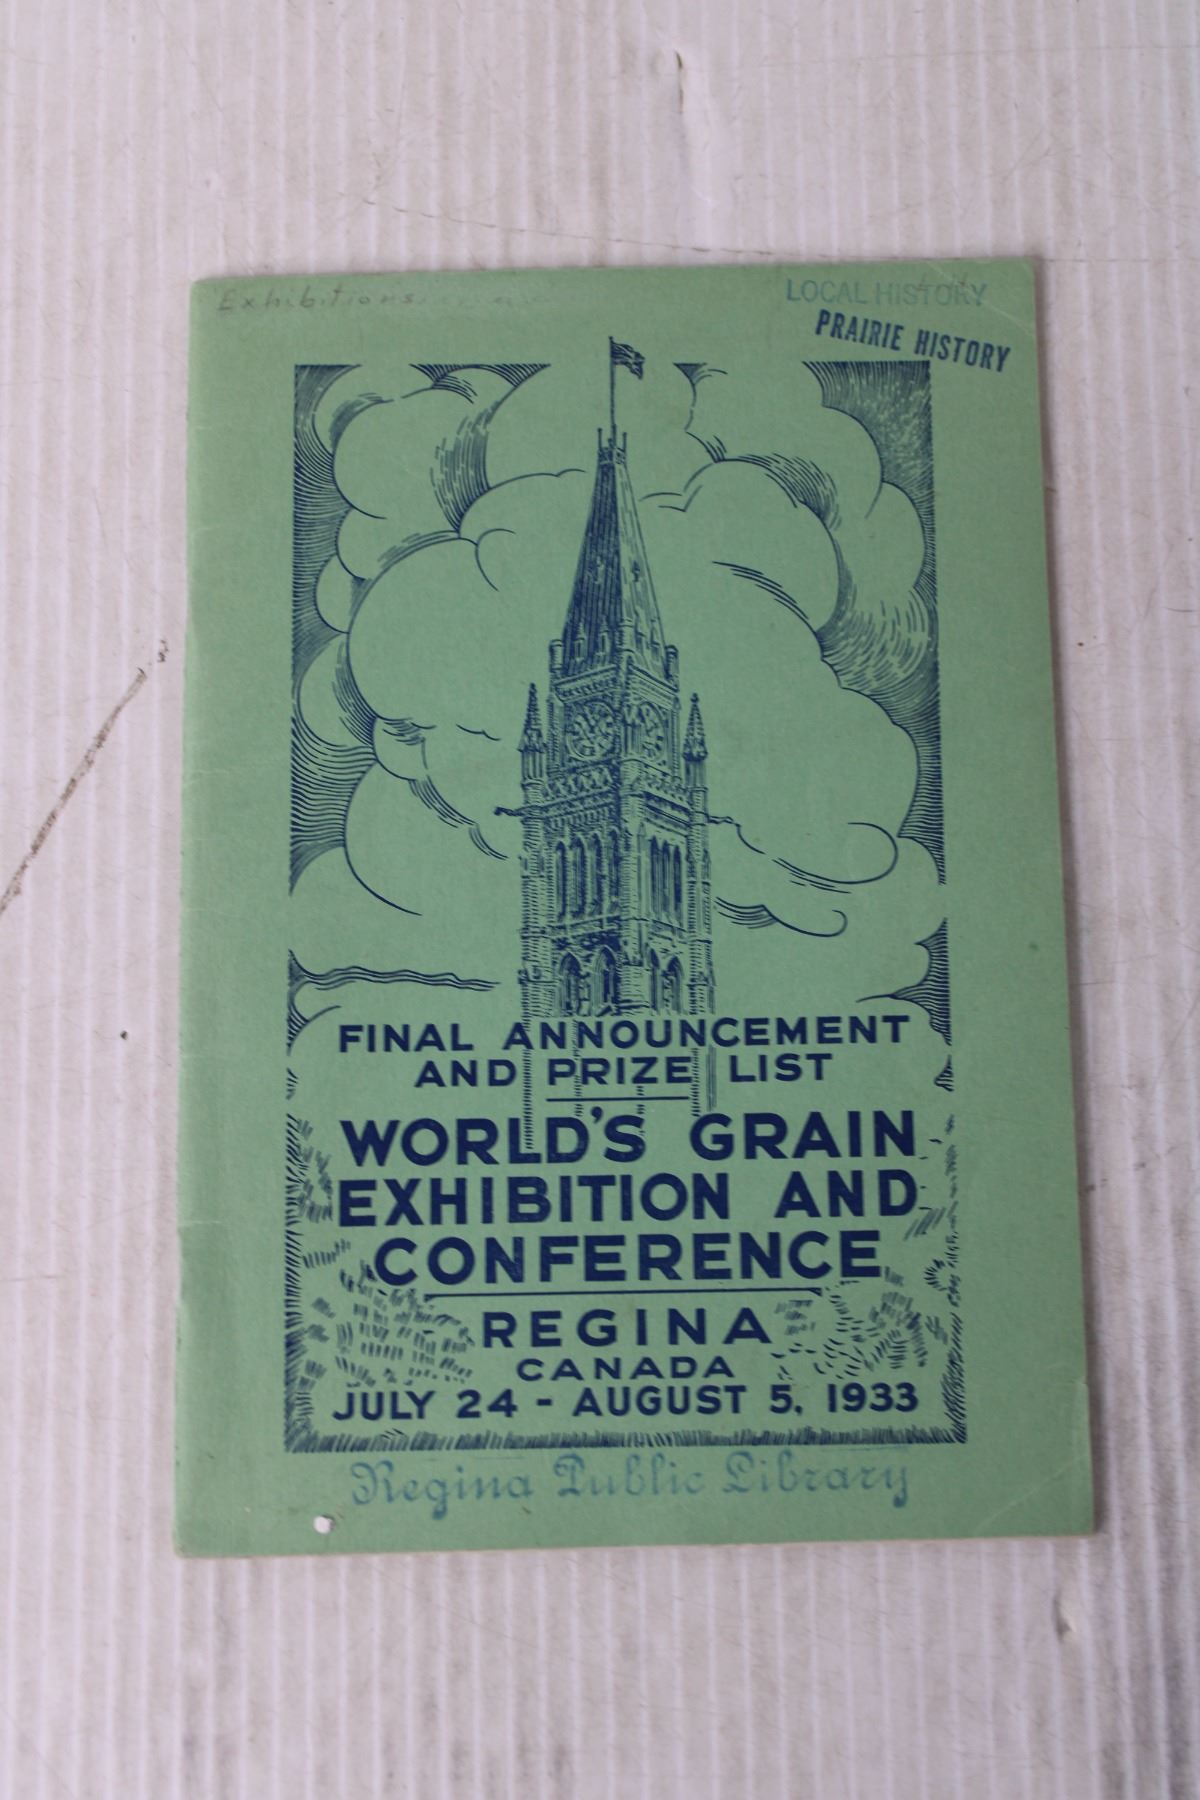 Exhibitions
LOCAL HISTORY
PRAIRIE HISTORY
FINAL ANNOUNCEMENT
AND PRIZE LIST
WORLD'S GRAIN
EXHIBITION AND
CONFERENCE
REGINA
CANADA
JULY 24 - AUGUST 5, 1933
Regina Public Library